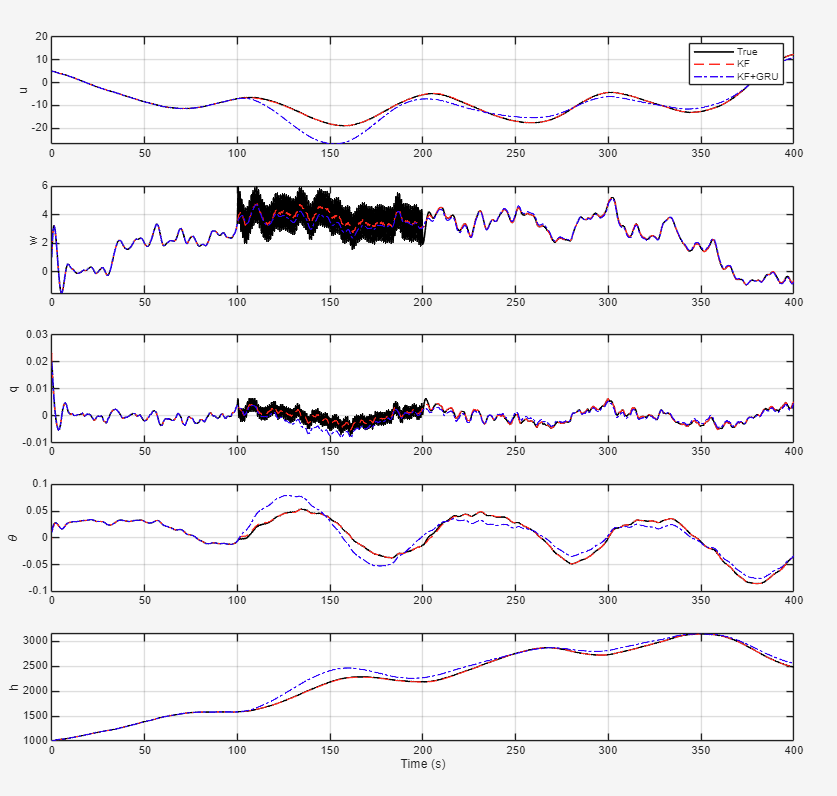 20
10
0
-10
-20
u
True
KF
KF+GRU
0 50 100 150 200 250 300 350 400
6
4
2
0
w
0 50 100 150 200 250 300 350 400
0.03
0.02
0.01
0
-0.01
q
0 50 100 150 200 250 300 350 400
0.1
0.05
0
-0.05
-0.1
θ
0 50 100 150 200 250 300 350 400
3000
2500
2000
1500
1000
h
0 50 100 150 200 250 300 350 400
Time (s)